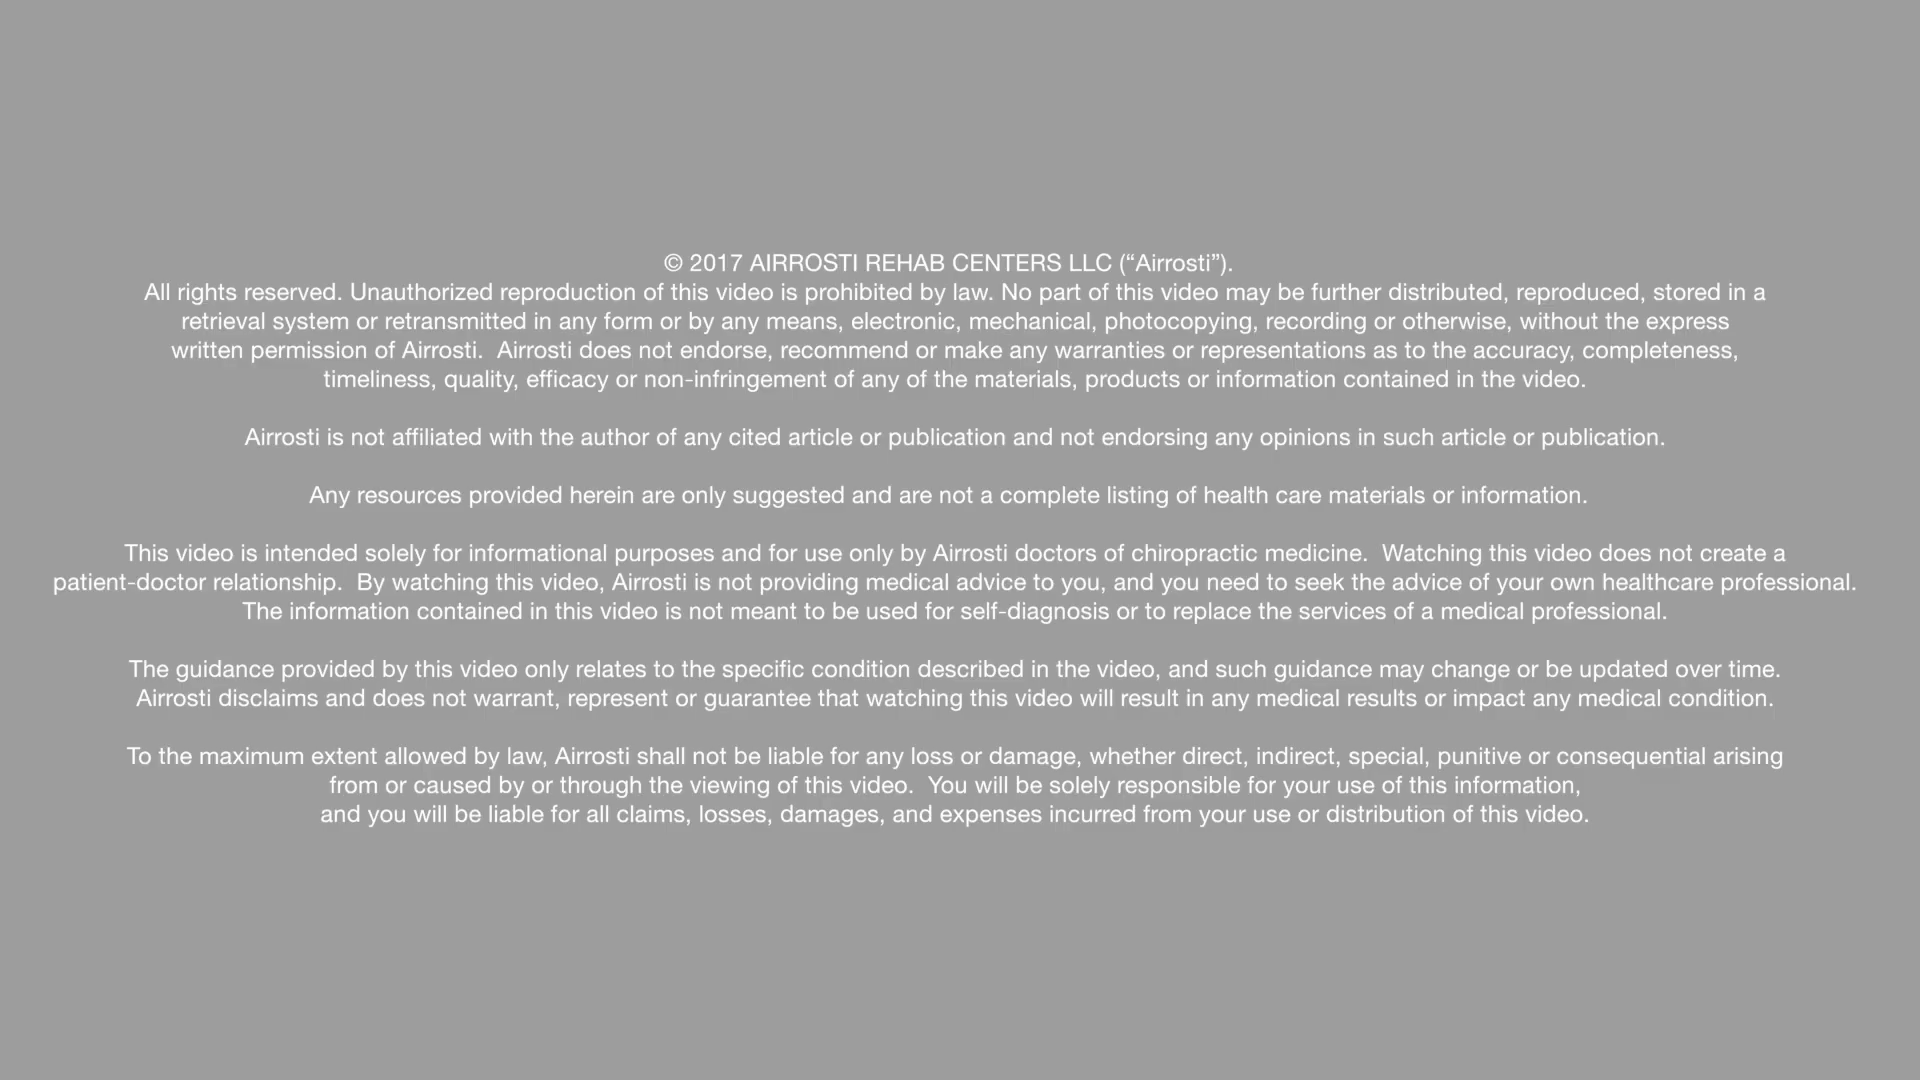 © 2017 AIRROSTI REHAB CENTERS LLC (“Airrosti”).
All rights reserved. Unauthorized reproduction of this video is prohibited by law. No part of this video may be further distributed, reproduced, stored in a
retrieval system or retransmitted in any form or by any means, electronic, mechanical, photocopying, recording or otherwise, without the express
written permission of Airrosti.  Airrosti does not endorse, recommend or make any warranties or representations as to the accuracy, completeness,
timeliness, quality, efficacy or non-infringement of any of the materials, products or information contained in the video.
Airrosti is not affiliated with the author of any cited article or publication and not endorsing any opinions in such article or publication.
Any resources provided herein are only suggested and are not a complete listing of health care materials or information.
This video is intended solely for informational purposes and for use only by Airrosti doctors of chiropractic medicine.  Watching this video does not create a
patient-doctor relationship.  By watching this video, Airrosti is not providing medical advice to you, and you need to seek the advice of your own healthcare professional.
The information contained in this video is not meant to be used for self-diagnosis or to replace the services of a medical professional.
The guidance provided by this video only relates to the specific condition described in the video, and such guidance may change or be updated over time.
Airrosti disclaims and does not warrant, represent or guarantee that watching this video will result in any medical results or impact any medical condition.
To the maximum extent allowed by law, Airrosti shall not be liable for any loss or damage, whether direct, indirect, special, punitive or consequential arising
from or caused by or through the viewing of this video.  You will be solely responsible for your use of this information,
and you will be liable for all claims, losses, damages, and expenses incurred from your use or distribution of this video.